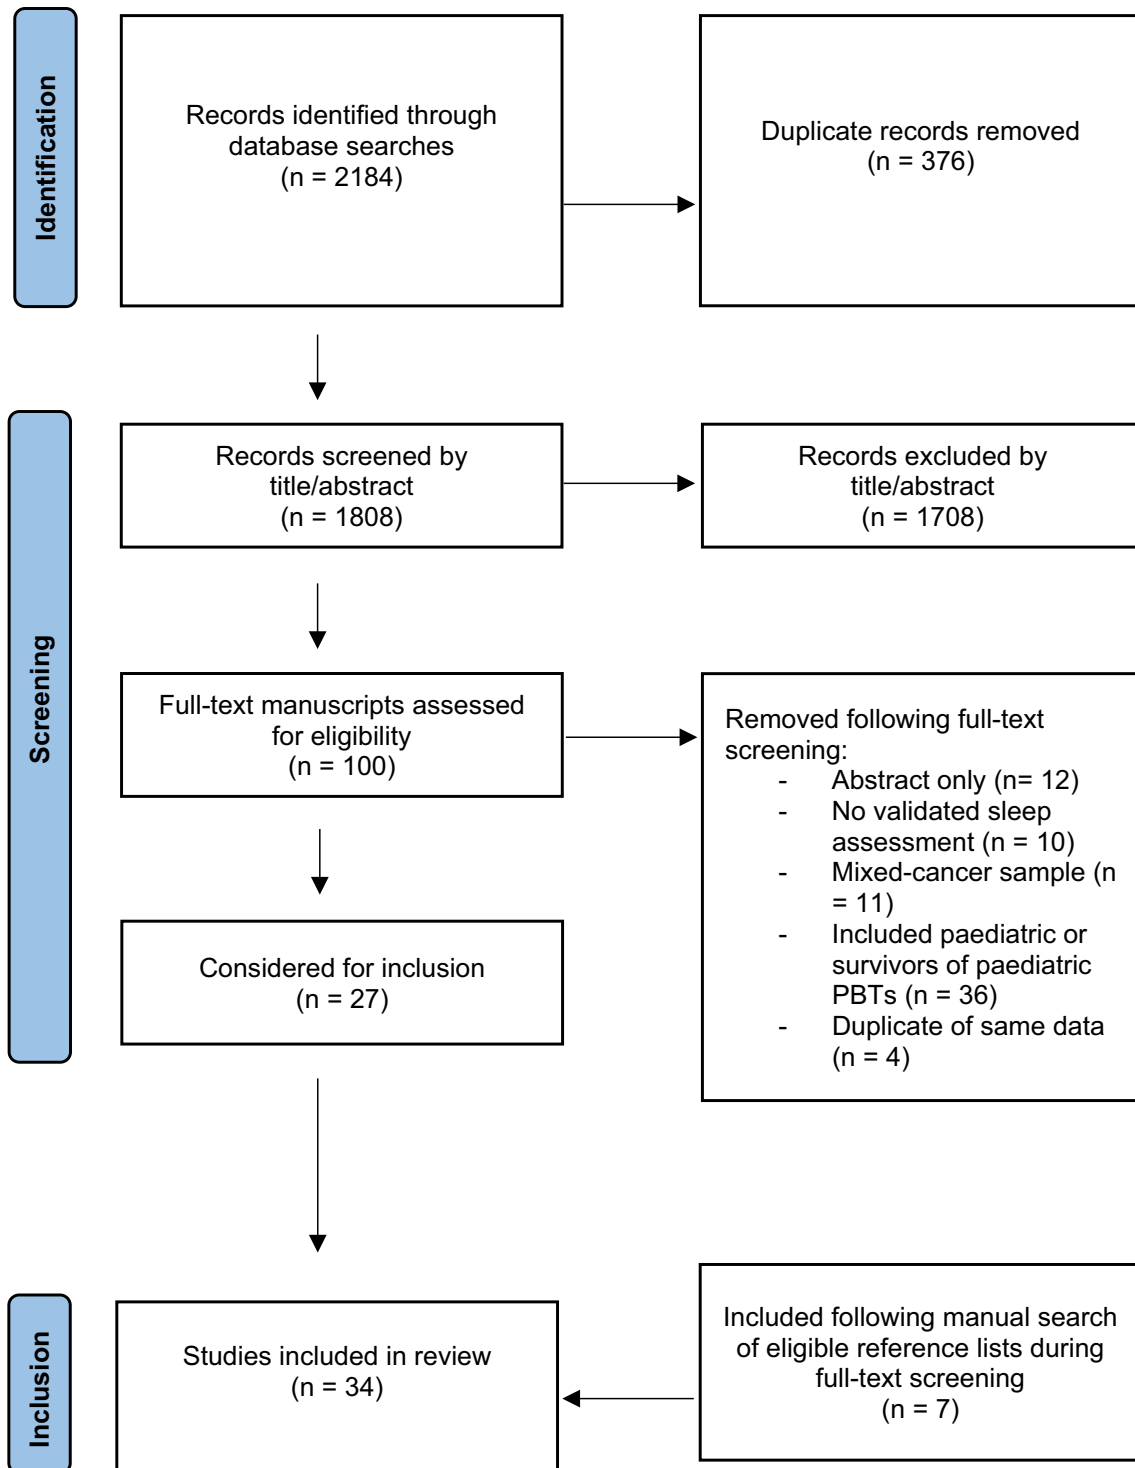 Identification
Records identified through
database searches
(n = 2184)
Duplicate records removed
(n = 376)
Screening
Records screened by
title/abstract
(n = 1808)
Records excluded by
title/abstract
(n = 1708)
Full-text manuscripts assessed
for eligibility
(n = 100)
Removed following full-text
screening:
- Abstract only (n= 12)
- No validated sleep
assessment (n = 10)
- Mixed-cancer sample (n
= 11)
- Included paediatric or
survivors of paediatric
PBTs (n = 36)
- Duplicate of same data
(n = 4)
Considered for inclusion
(n = 27)
Inclusion
Studies included in review
(n = 34)
Included following manual search
of eligible reference lists during
full-text screening
(n = 7)